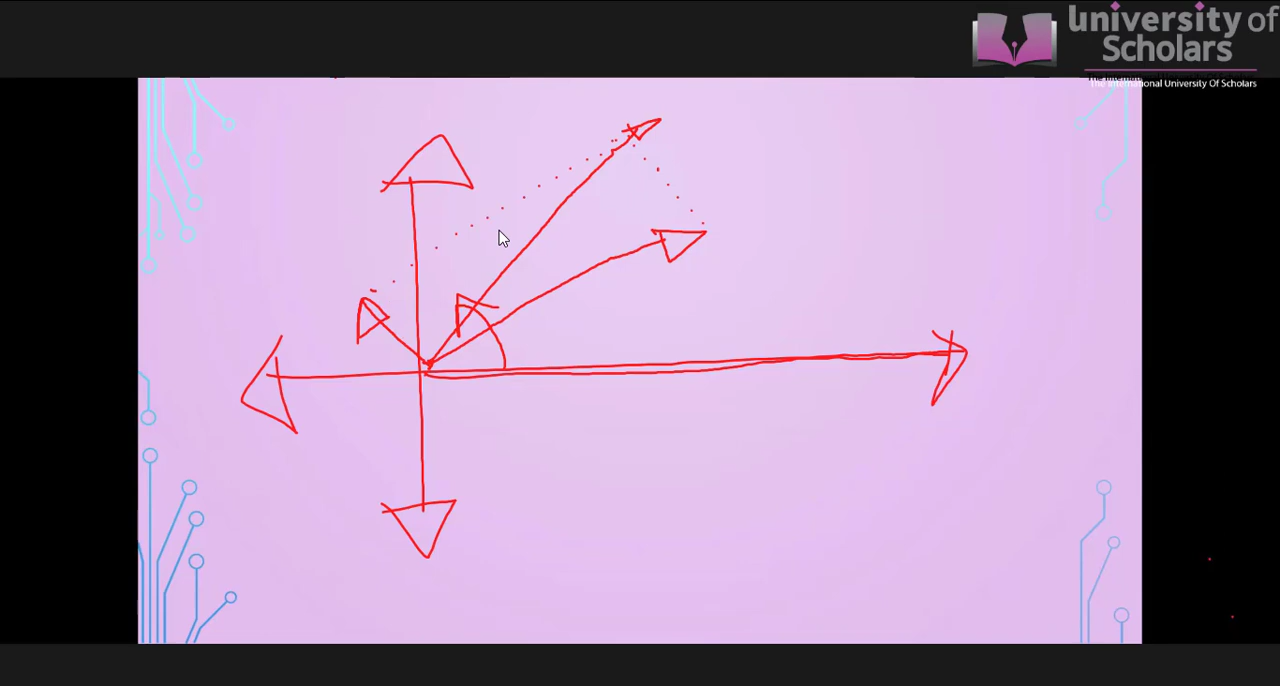 university of
Scholars
The International University Of Scholars